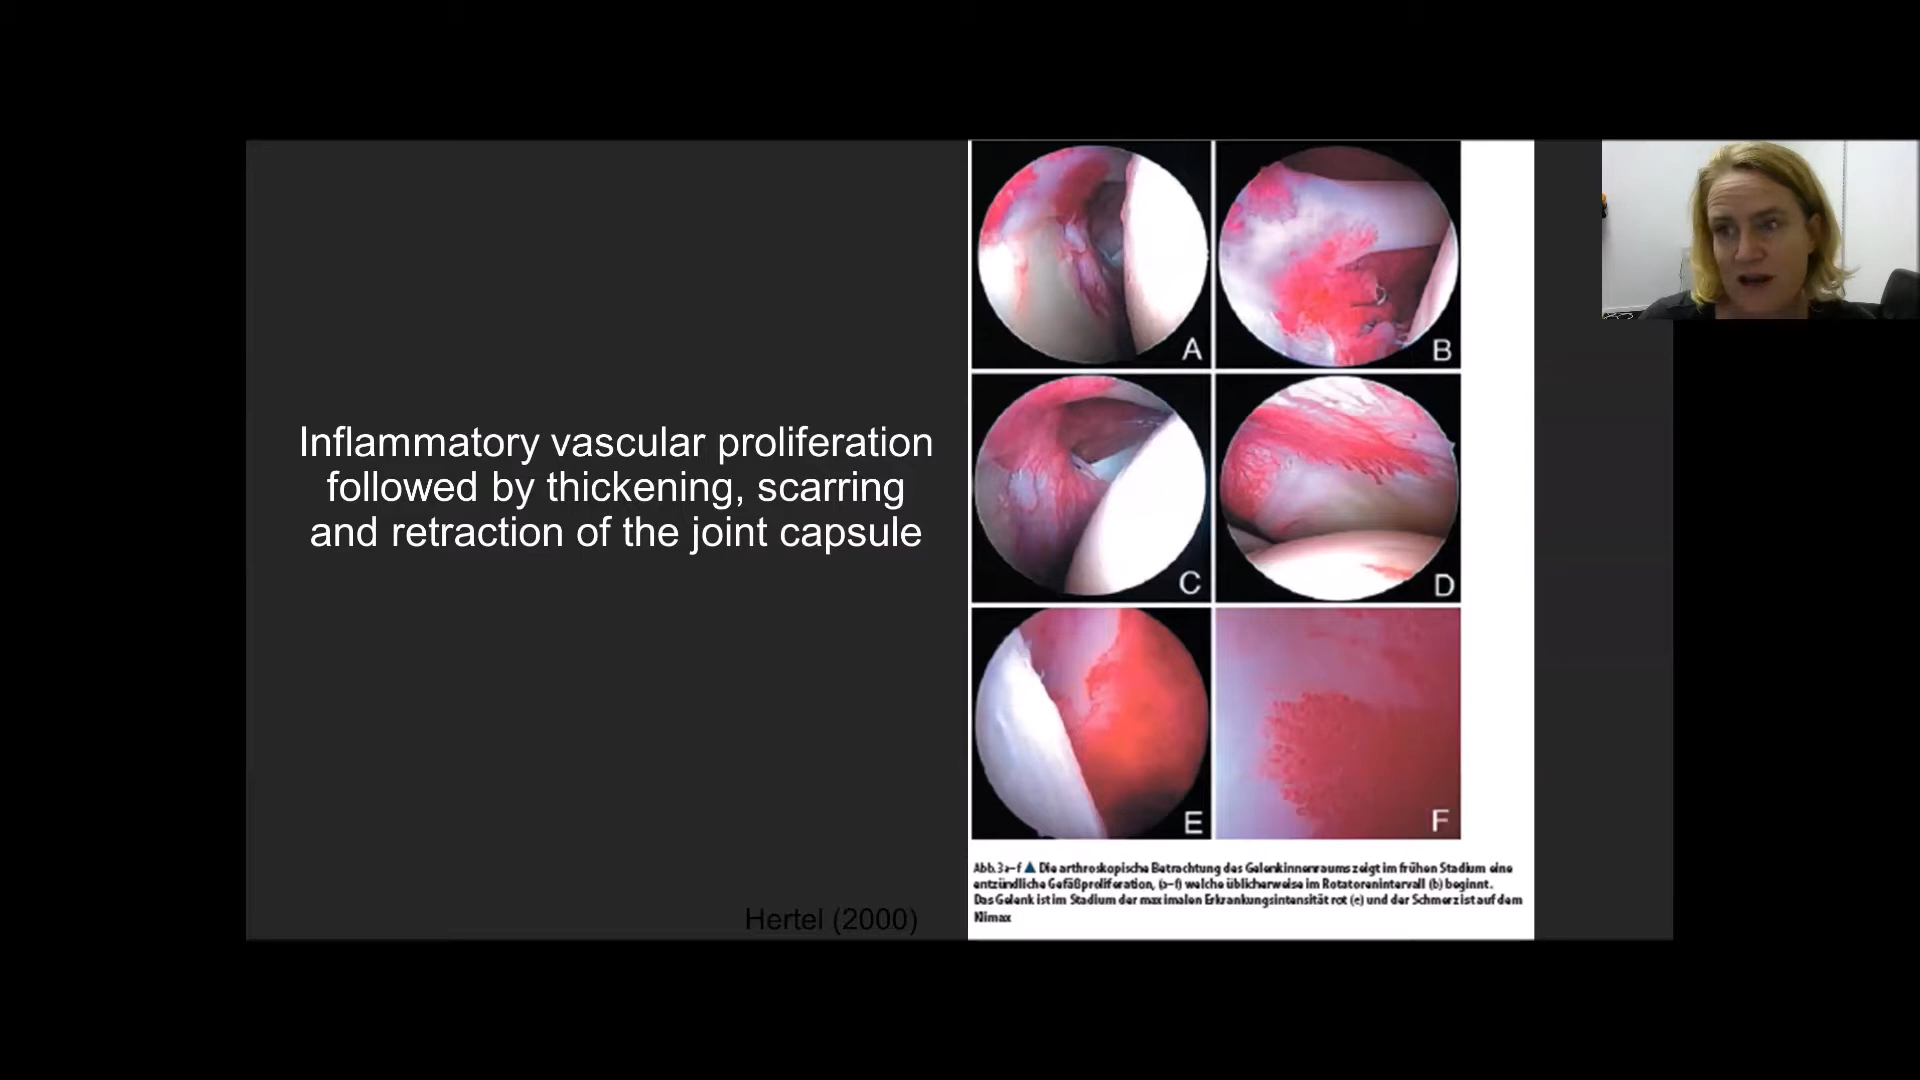 Inflammatory vascular proliferation
followed by thickening, scarring
and retraction of the joint capsule
Hertel (2000)
A
B
C
D
E
F
Abb. 3a–f ▲ Die arthroskopische Betrachtung des Gelenkinnenraums zeigt im frühen Stadium eine
entzündliche Gefäßproliferation, (a–f) welche üblicherweise im Rotatorenintervall (b) beginnt.
Das Gelenk ist im Stadium der maximalen Erkrankungsintensität rot (e) und der Schmerz ist auf dem
Klimax